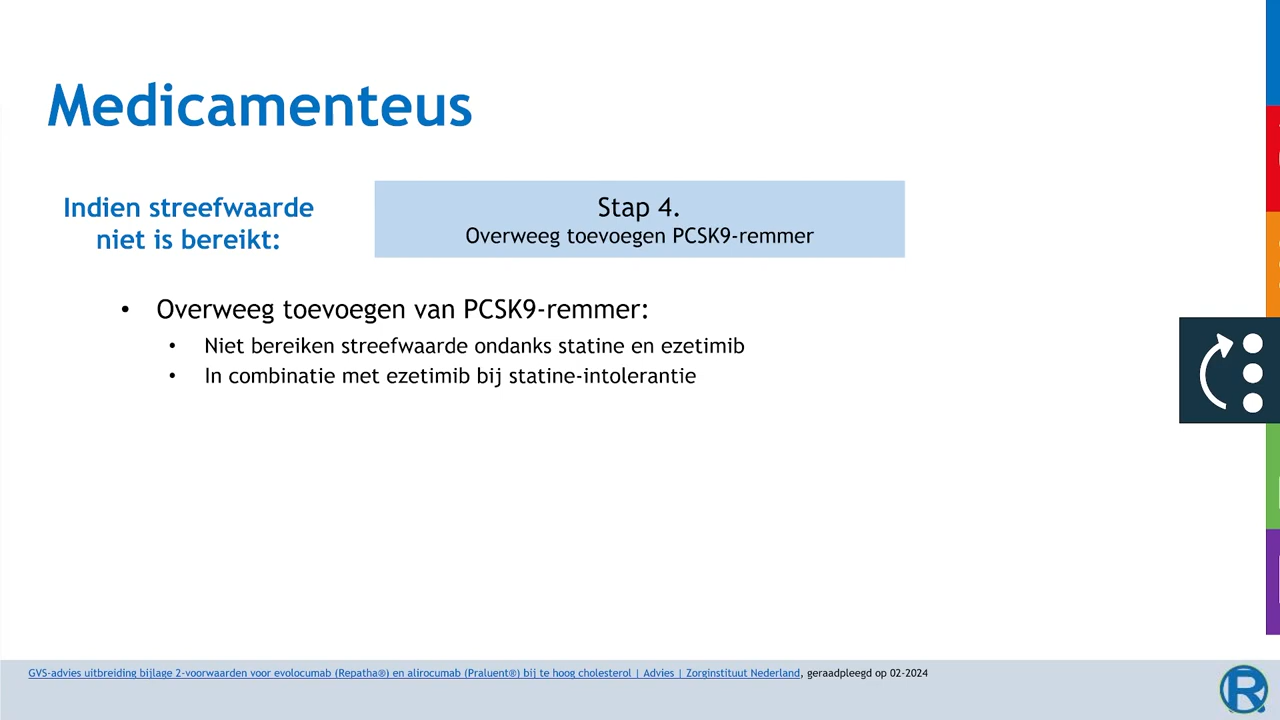 Medicamenteus
Indien streefwaarde
niet is bereikt:
Stap 4.
Overweeg toevoegen PCSK9-remmer
• Overweeg toevoegen van PCSK9-remmer:
• Niet bereiken streefwaarde ondanks statine en ezetimib
• In combinatie met ezetimib bij statine-intolerantie
GVS-advies uitbreiding bijlage 2-voorwaarden voor evolocumab (Repatha®) en alirocumab (Praluent®) bij te hoog cholesterol | Advies | Zorginstituut Nederland, geraadpleegd op 02-2024
R